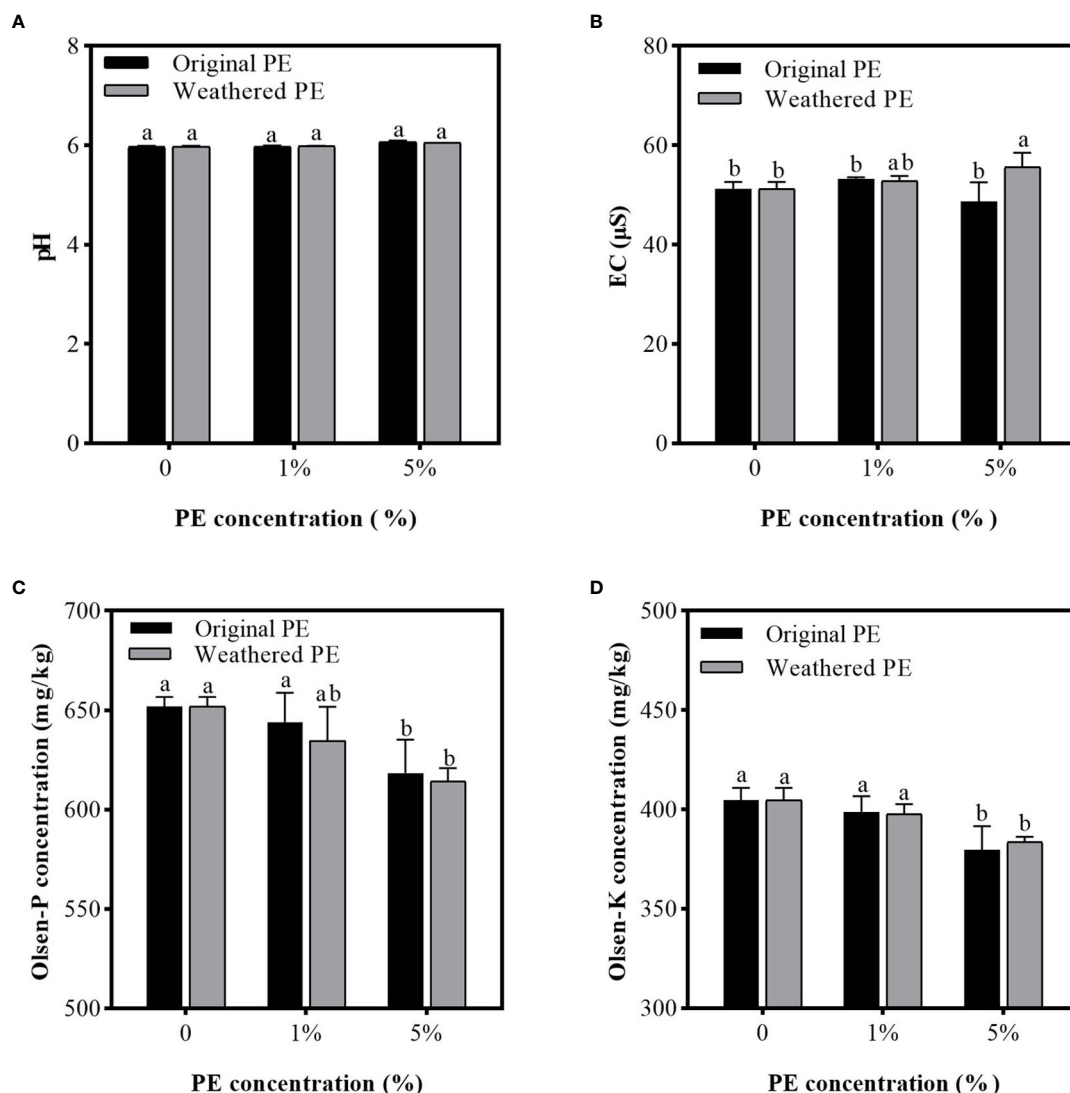 A
8
6
4
2
0
pH
Original PE
Weathered PE
a a a a a a
0 1% 5%
PE concentration ( %)
B
80
60
40
20
0
EC (µS)
Original PE
Weathered PE
b b b ab b a
0 1% 5%
PE concentration (% )
C
700
650
600
550
500
Olsen-P concentration (mg/kg)
Original PE
Weathered PE
a a a ab b b
0 1% 5%
PE concentration (%)
D
500
450
400
350
300
Olsen-K concentration (mg/kg)
Original PE
Weathered PE
a a a a b b
0 1% 5%
PE concentration (%)